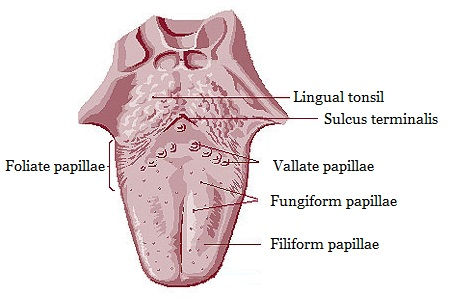 Lingual tonsil
Sulcus terminalis
Foliate papillae
Vallate papillae
Fungiform papillae
Filiform papillae